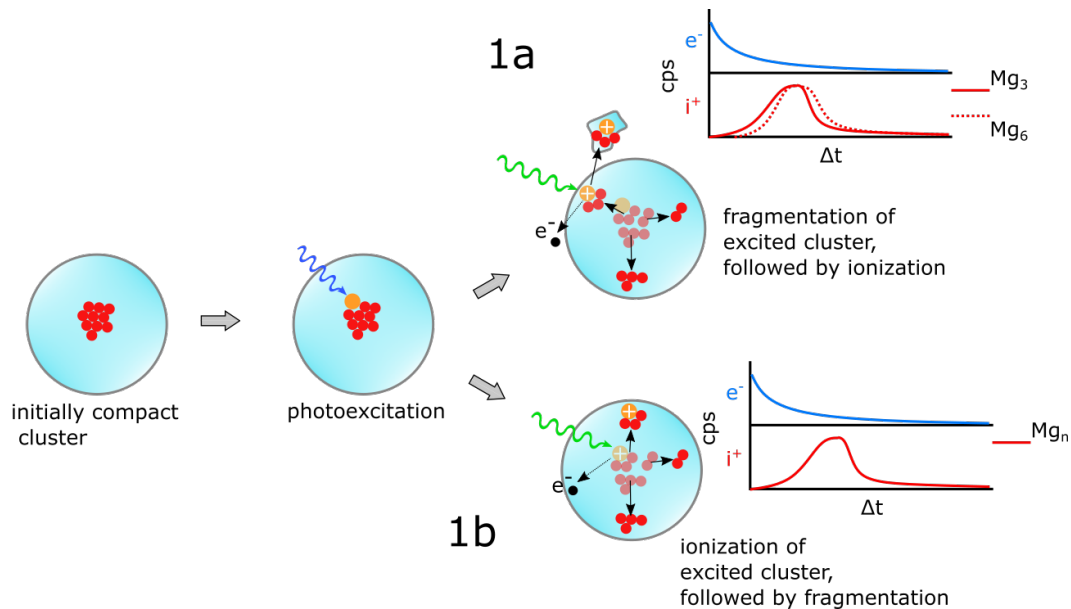 1a
cps
e-
i+
Mg3
Mg6
Δt
+
+
e-
fragmentation of
excited cluster,
followed by ionization
initially compact
cluster
photoexcitation
+
+
e-
1b
cps
e-
i+
Mgn
Δt
ionization of
excited cluster,
followed by fragmentation